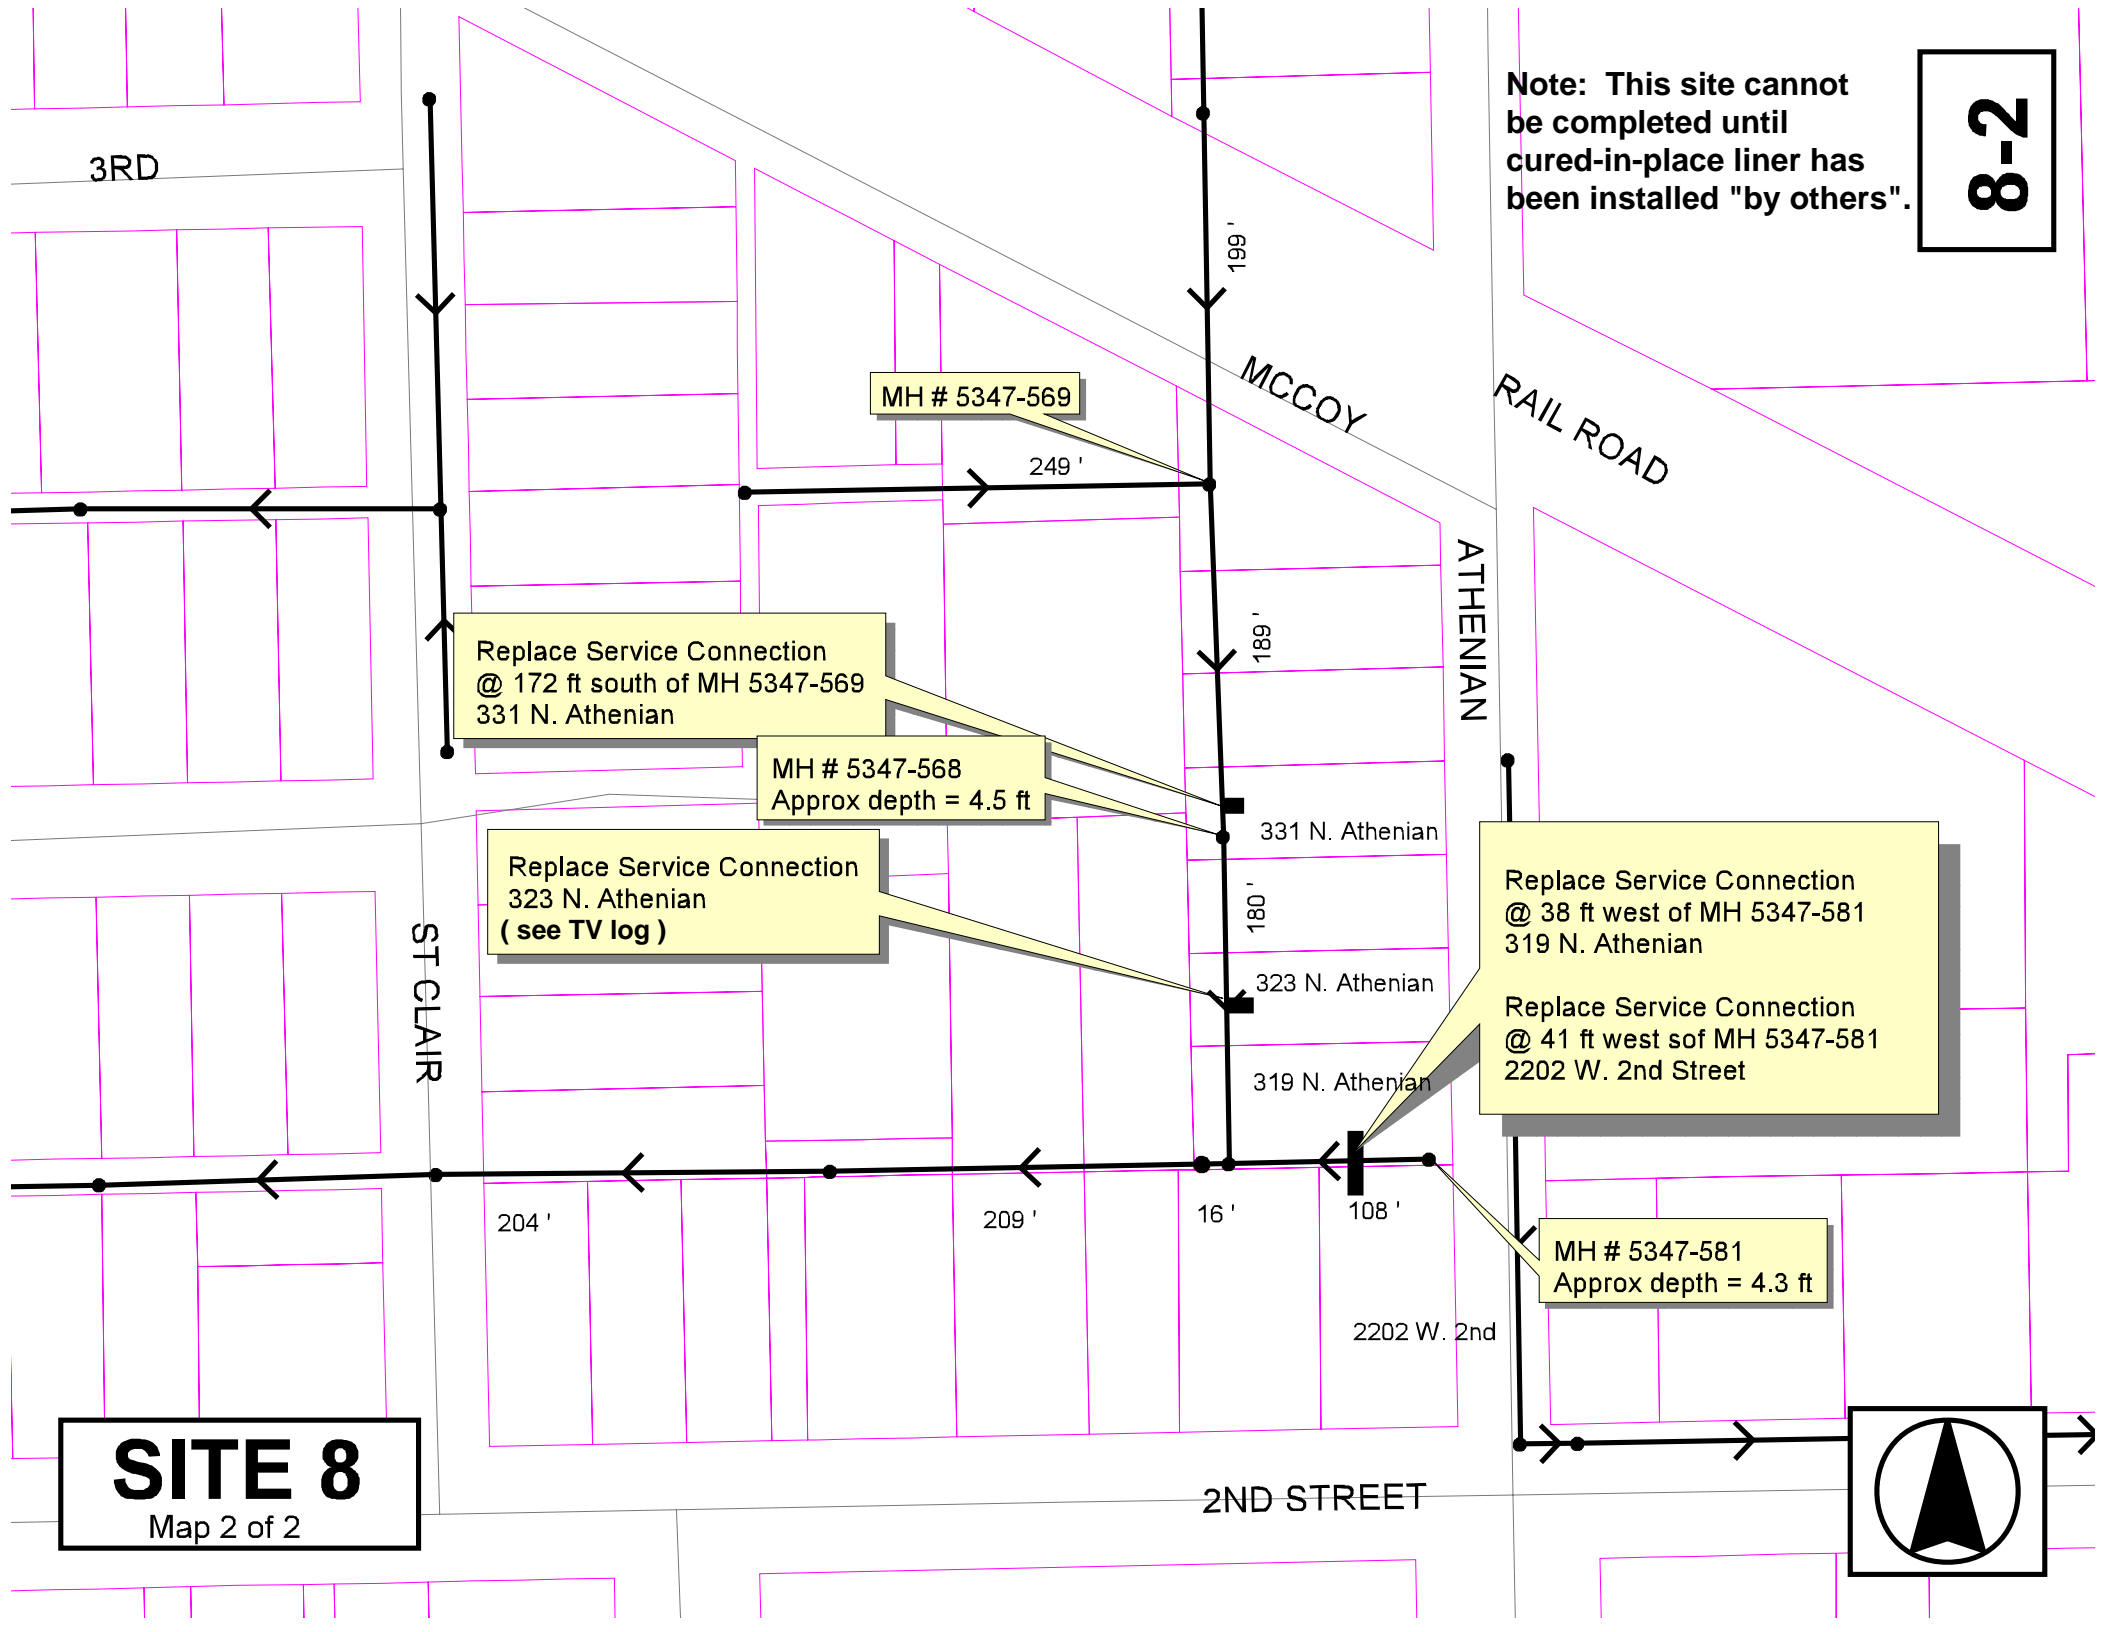 Note: This site cannot
be completed until
cured-in-place liner has
been installed "by others".
8-2
3RD
199 '
MCCOY
RAIL ROAD
MH # 5347-569
249 '
ATHENIAN
189 '
Replace Service Connection
@ 172 ft south of MH 5347-569
331 N. Athenian
MH # 5347-568
Approx depth = 4.5 ft
331 N. Athenian
Replace Service Connection
323 N. Athenian
( see TV log )
180 '
323 N. Athenian
Replace Service Connection
@ 38 ft west of MH 5347-581
319 N. Athenian
Replace Service Connection
@ 41 ft west sof MH 5347-581
2202 W. 2nd Street
ST CLAIR
319 N. Athenian
204 '
209 '
16 '
108 '
MH # 5347-581
Approx depth = 4.3 ft
2202 W. 2nd
SITE 8
Map 2 of 2
2ND STREET